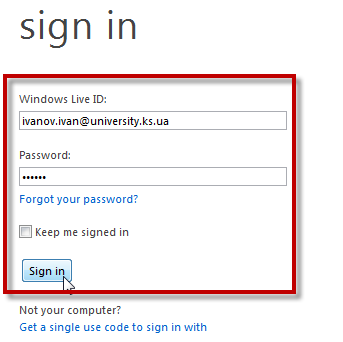 sign in
Windows Live ID:
ivanov.ivan@university.ks.ua
Password:
••••••
Forgot your password?
Keep me signed in
Sign in
Not your computer?
Get a single use code to sign in with